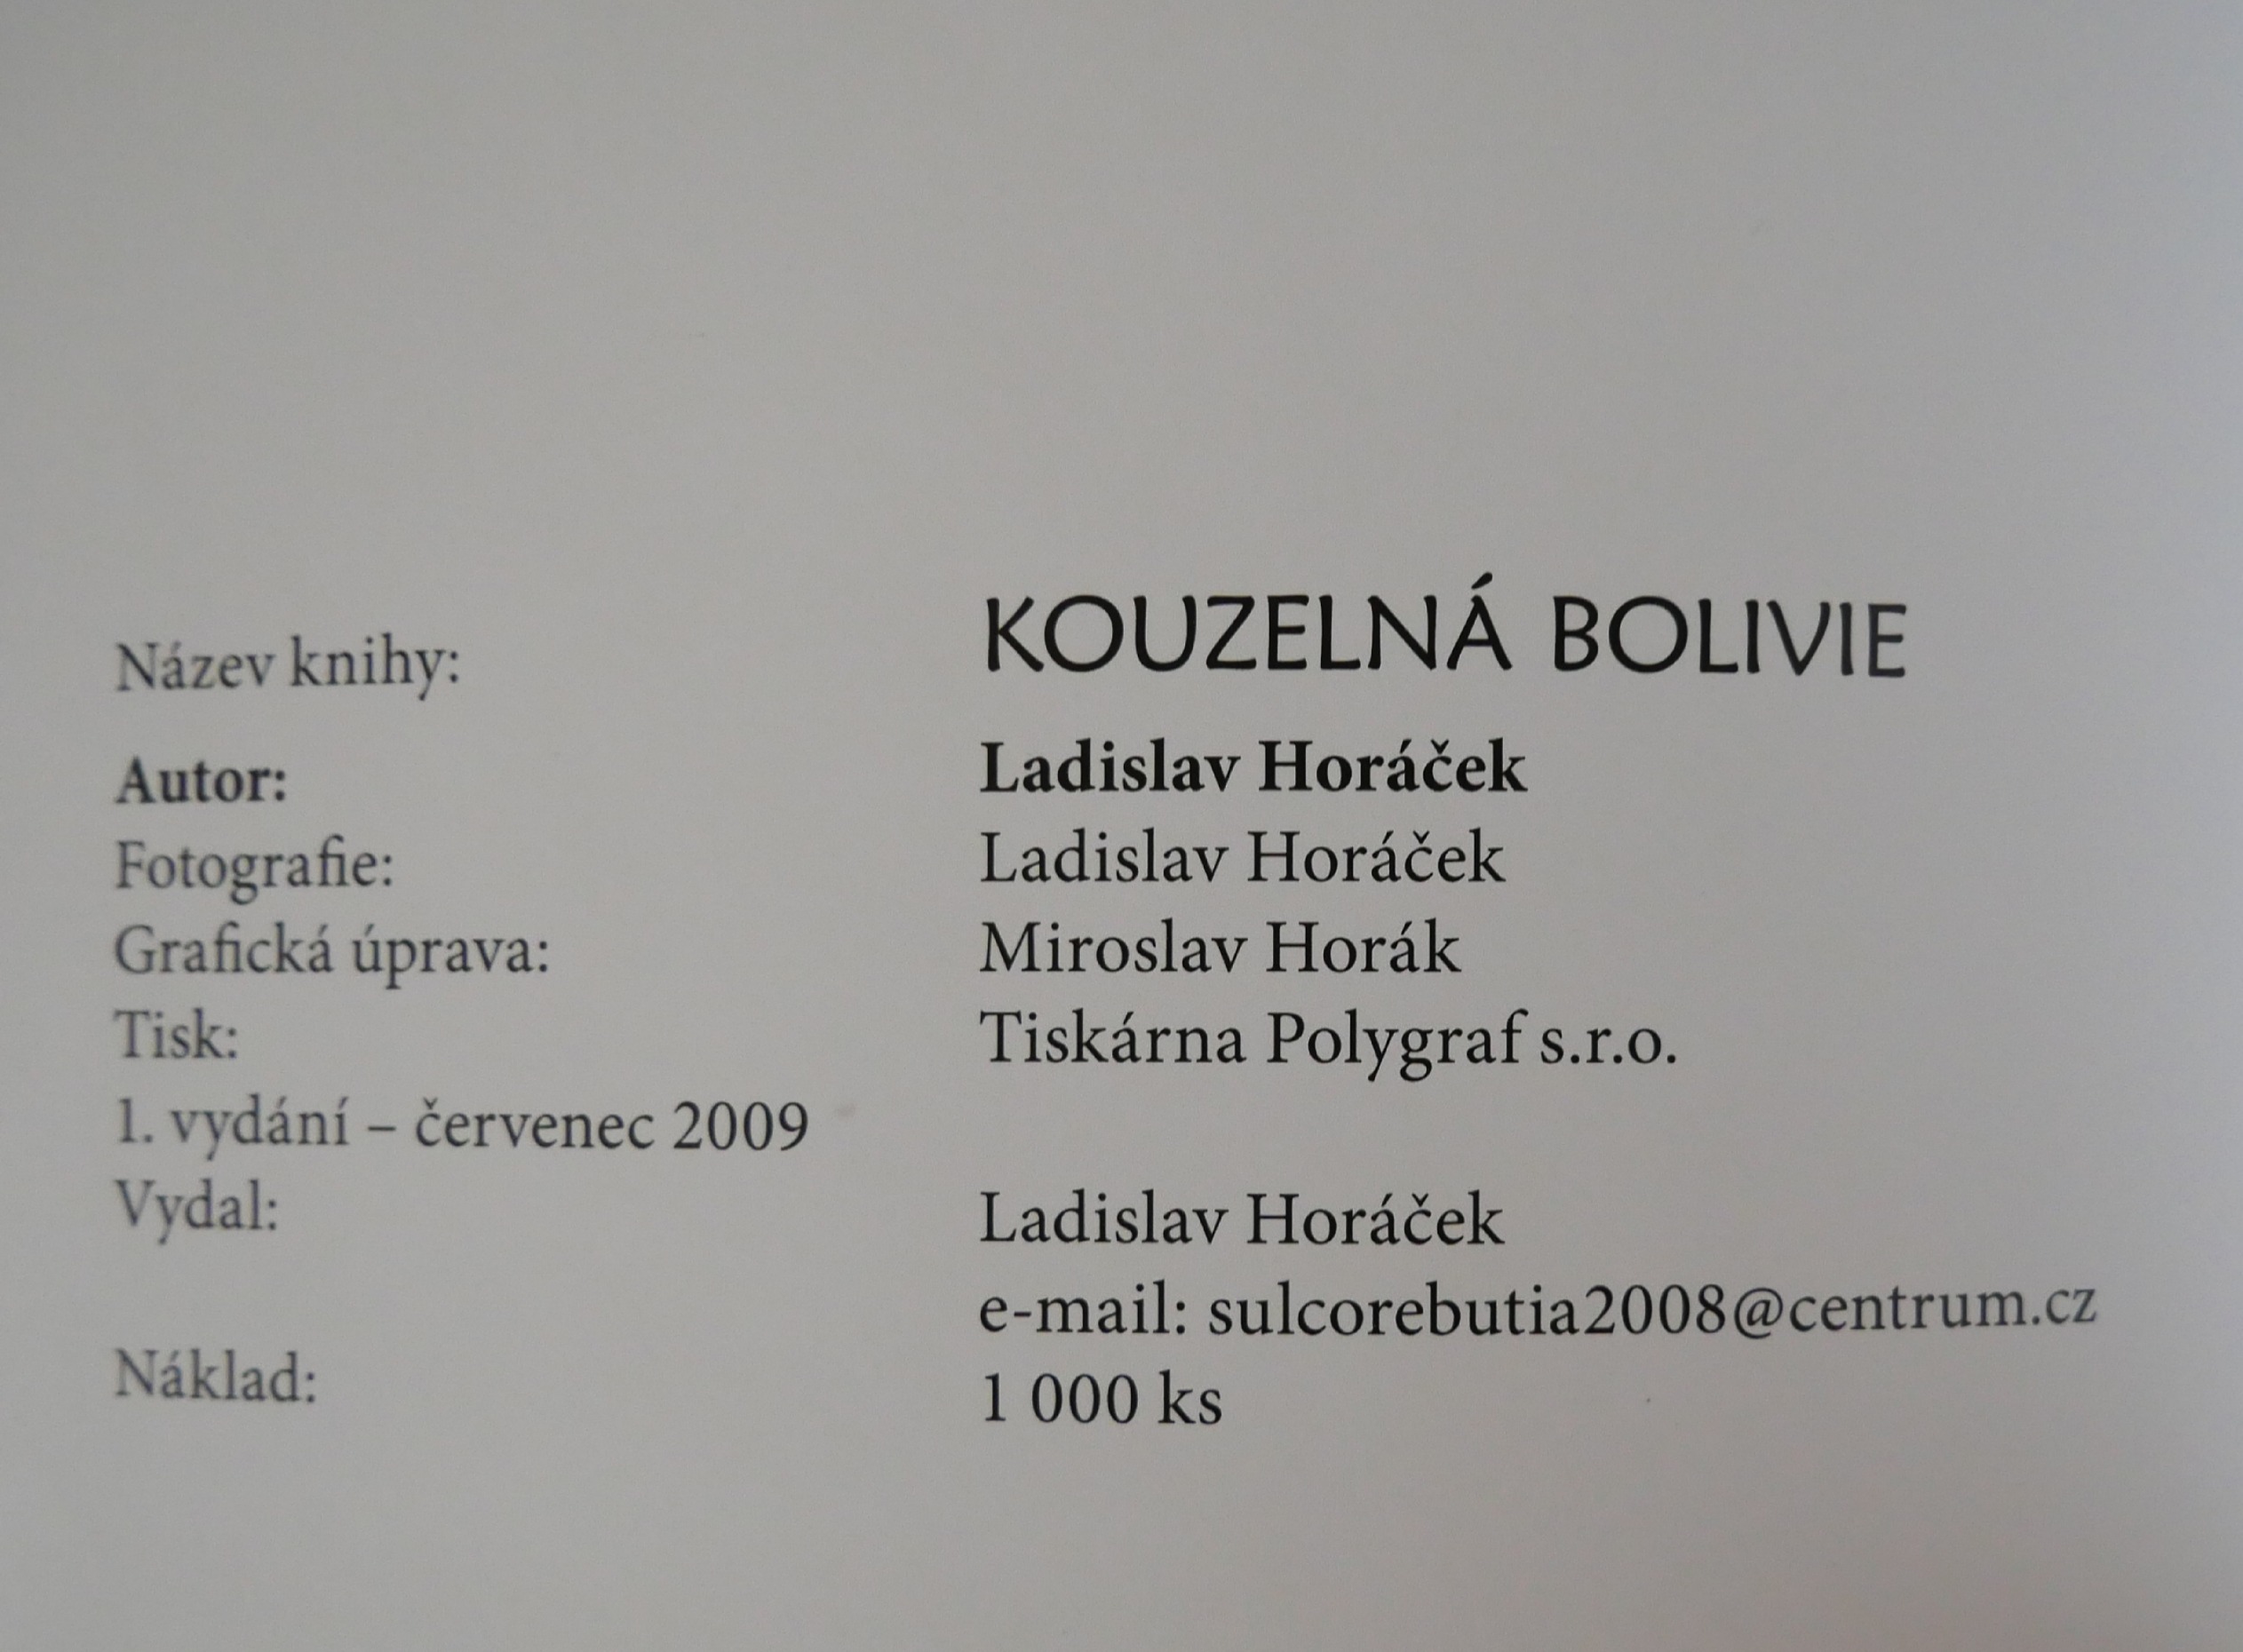 Název knihy: KOUZELNÁ BOLIVIE
Autor: Ladislav Horáček
Fotografie: Ladislav Horáček
Grafická úprava: Miroslav Horák
Tisk: Tiskárna Polygraf s.r.o.
1. vydání – červenec 2009
Vydal: Ladislav Horáček
e-mail: sulcorebutia2008@centrum.cz
Náklad: 1 000 ks